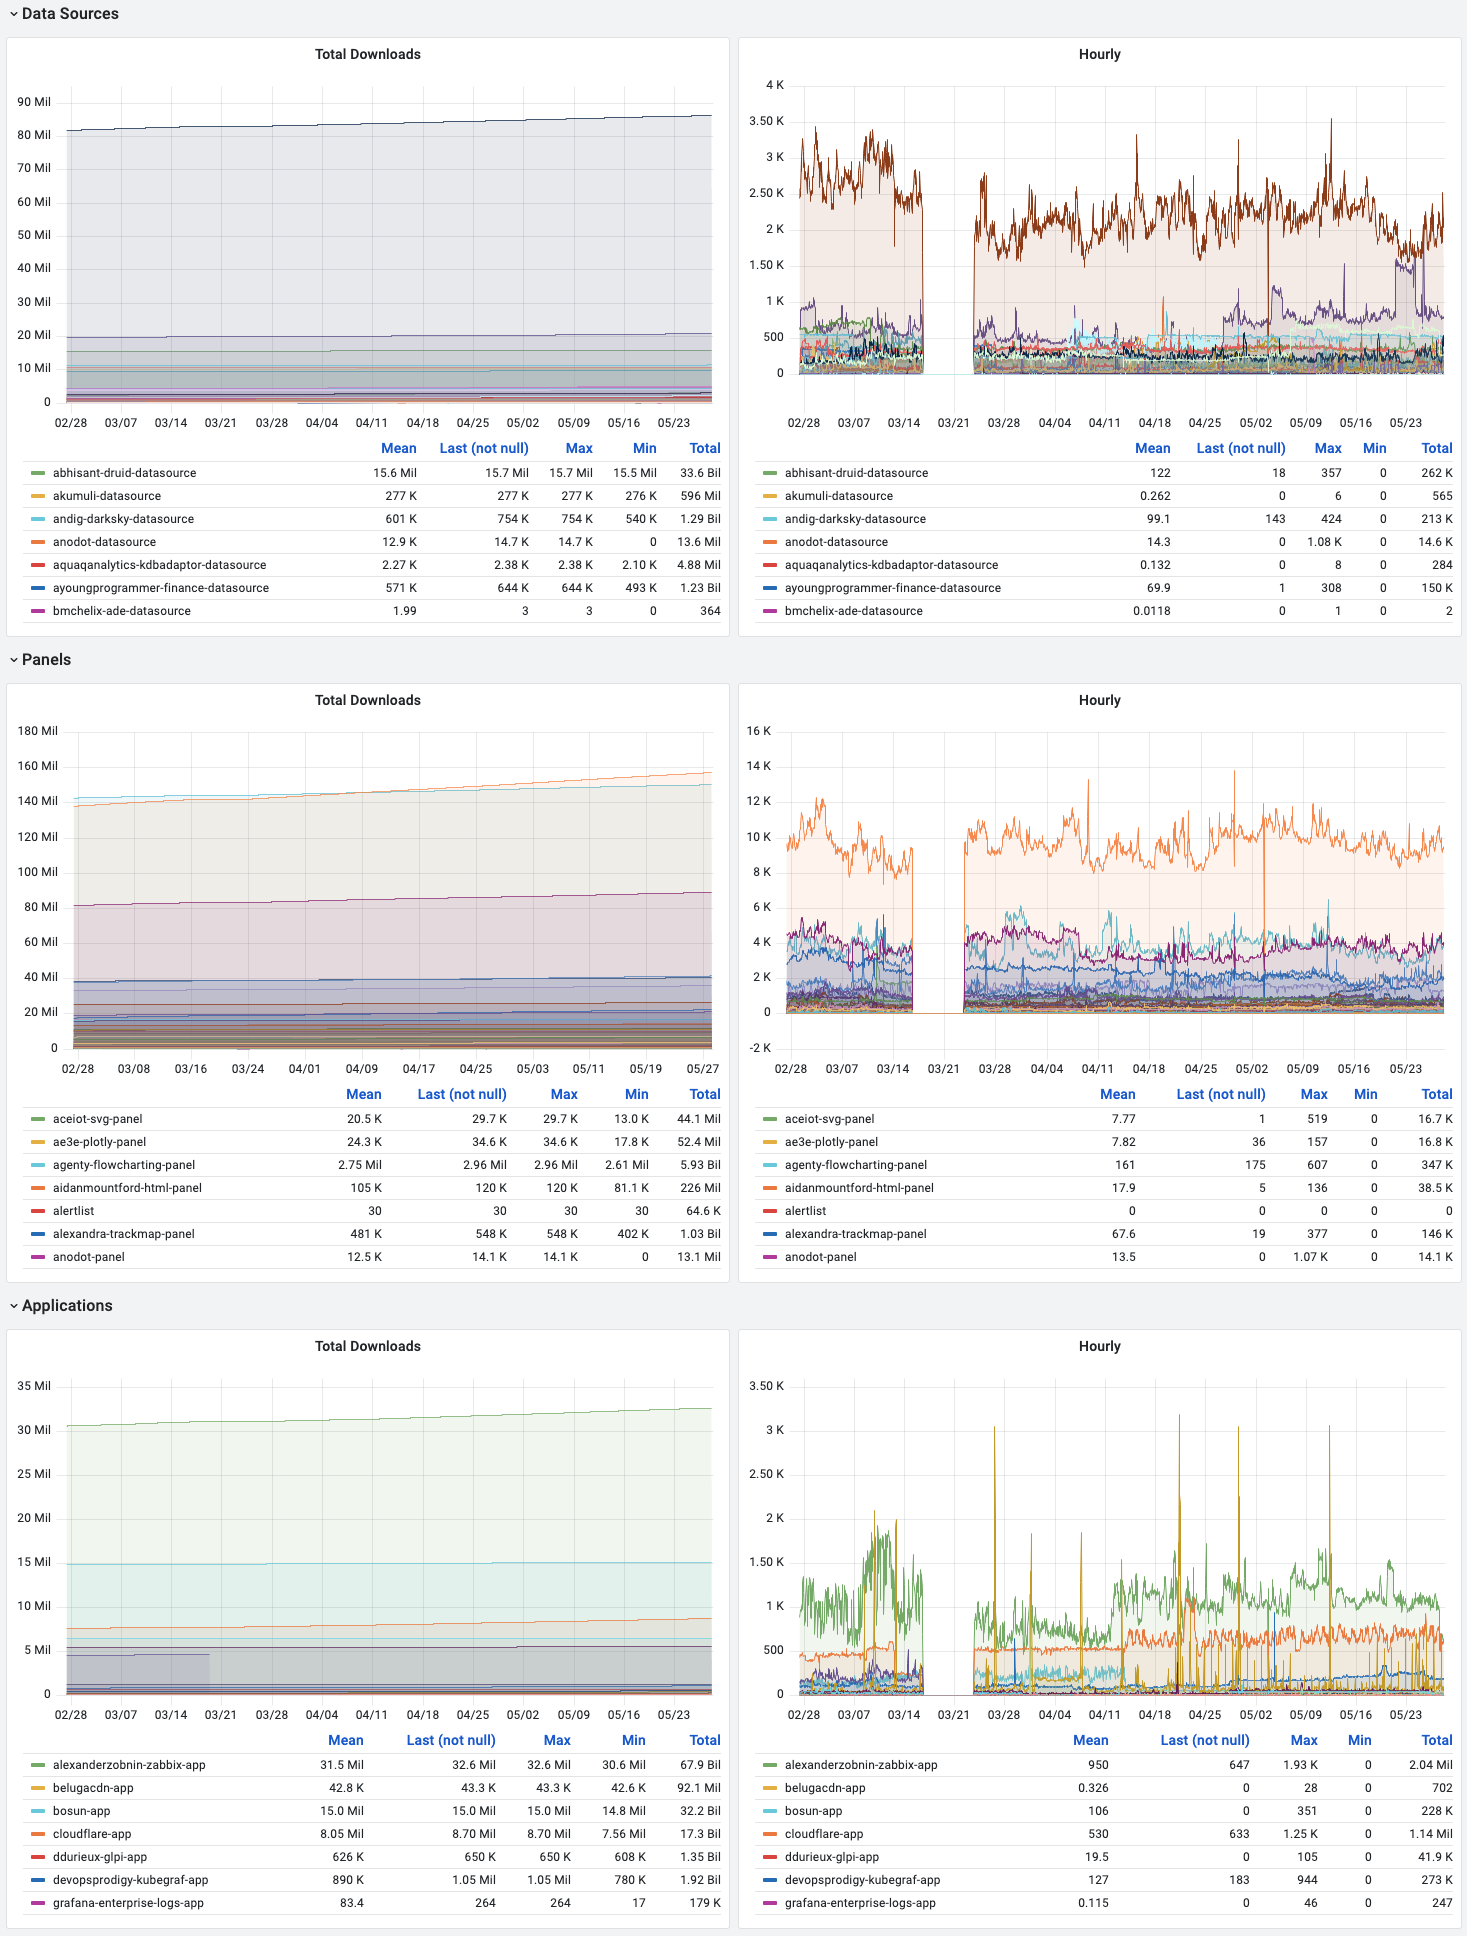 Data Sources
Total Downloads
90 Mil
80 Mil
70 Mil
60 Mil
50 Mil
40 Mil
30 Mil
20 Mil
10 Mil
0
02/28 03/07 03/14 03/21 03/28 04/04 04/11 04/18 04/25 05/02 05/09 05/16 05/23
Mean Last (not null) Max Min Total
abhisant-druid-datasource 15.6 Mil 15.7 Mil 15.7 Mil 15.5 Mil 33.6 Bil
akumuli-datasource 277 K 277 K 277 K 276 K 596 Mil
andig-darksky-datasource 601 K 754 K 754 K 540 K 1.29 Bil
anodot-datasource 12.9 K 14.7 K 14.7 K 0 13.6 Mil
aquaqanalytics-kdbadaptor-datasource 2.27 K 2.38 K 2.38 K 2.10 K 4.88 Mil
ayoungprogrammer-finance-datasource 571 K 644 K 644 K 493 K 1.23 Bil
bmchelix-ade-datasource 1.99 3 3 0 364
Hourly
4 K
3.50 K
3 K
2.50 K
2 K
1.50 K
1 K
500
0
02/28 03/07 03/14 03/21 03/28 04/04 04/11 04/18 04/25 05/02 05/09 05/16 05/23
Mean Last (not null) Max Min Total
abhisant-druid-datasource 122 18 357 0 262 K
akumuli-datasource 0.262 0 6 0 565
andig-darksky-datasource 99.1 143 424 0 213 K
anodot-datasource 14.3 0 1.08 K 0 14.6 K
aquaqanalytics-kdbadaptor-datasource 0.132 0 8 0 284
ayoungprogrammer-finance-datasource 69.9 1 308 0 150 K
bmchelix-ade-datasource 0.0118 0 1 0 2
Panels
Total Downloads
180 Mil
160 Mil
140 Mil
120 Mil
100 Mil
80 Mil
60 Mil
40 Mil
20 Mil
0
02/28 03/08 03/16 03/24 04/01 04/09 04/17 04/25 05/03 05/11 05/19 05/27
Mean Last (not null) Max Min Total
aceiot-svg-panel 20.5 K 29.7 K 29.7 K 13.0 K 44.1 Mil
ae3e-plotly-panel 24.3 K 34.6 K 34.6 K 17.8 K 52.4 Mil
agenty-flowcharting-panel 2.75 Mil 2.96 Mil 2.96 Mil 2.61 Mil 5.93 Bil
aidanmountford-html-panel 105 K 120 K 120 K 81.1 K 226 Mil
alertlist 30 30 30 30 64.6 K
alexandra-trackmap-panel 481 K 548 K 548 K 402 K 1.03 Bil
anodot-panel 12.5 K 14.1 K 14.1 K 0 13.1 Mil
Hourly
16 K
14 K
12 K
10 K
8 K
6 K
4 K
2 K
0
-2 K
02/28 03/07 03/14 03/21 03/28 04/04 04/11 04/18 04/25 05/02 05/09 05/16 05/23
Mean Last (not null) Max Min Total
aceiot-svg-panel 7.77 1 519 0 16.7 K
ae3e-plotly-panel 7.82 36 157 0 16.8 K
agenty-flowcharting-panel 161 175 607 0 347 K
aidanmountford-html-panel 17.9 5 136 0 38.5 K
alertlist 0 0 0 0 0
alexandra-trackmap-panel 67.6 19 377 0 146 K
anodot-panel 13.5 0 1.07 K 0 14.1 K
Applications
Total Downloads
35 Mil
30 Mil
25 Mil
20 Mil
15 Mil
10 Mil
5 Mil
0
02/28 03/07 03/14 03/21 03/28 04/04 04/11 04/18 04/25 05/02 05/09 05/16 05/23
Mean Last (not null) Max Min Total
alexanderzobnin-zabbix-app 31.5 Mil 32.6 Mil 32.6 Mil 30.6 Mil 67.9 Bil
belugacdn-app 42.8 K 43.3 K 43.3 K 42.6 K 92.1 Mil
bosun-app 15.0 Mil 15.0 Mil 15.0 Mil 14.8 Mil 32.2 Bil
cloudflare-app 8.05 Mil 8.70 Mil 8.70 Mil 7.56 Mil 17.3 Bil
ddurieux-glpi-app 626 K 650 K 650 K 608 K 1.35 Bil
devopsprodigy-kubegraf-app 890 K 1.05 Mil 1.05 Mil 780 K 1.92 Bil
grafana-enterprise-logs-app 83.4 264 264 17 179 K
Hourly
3.50 K
3 K
2.50 K
2 K
1.50 K
1 K
500
0
02/28 03/07 03/14 03/21 03/28 04/04 04/11 04/18 04/25 05/02 05/09 05/16 05/23
Mean Last (not null) Max Min Total
alexanderzobnin-zabbix-app 950 647 1.93 K 0 2.04 Mil
belugacdn-app 0.326 0 28 0 702
bosun-app 106 0 351 0 228 K
cloudflare-app 530 633 1.25 K 0 1.14 Mil
ddurieux-glpi-app 19.5 0 105 0 41.9 K
devopsprodigy-kubegraf-app 127 183 944 0 273 K
grafana-enterprise-logs-app 0.115 0 46 0 247